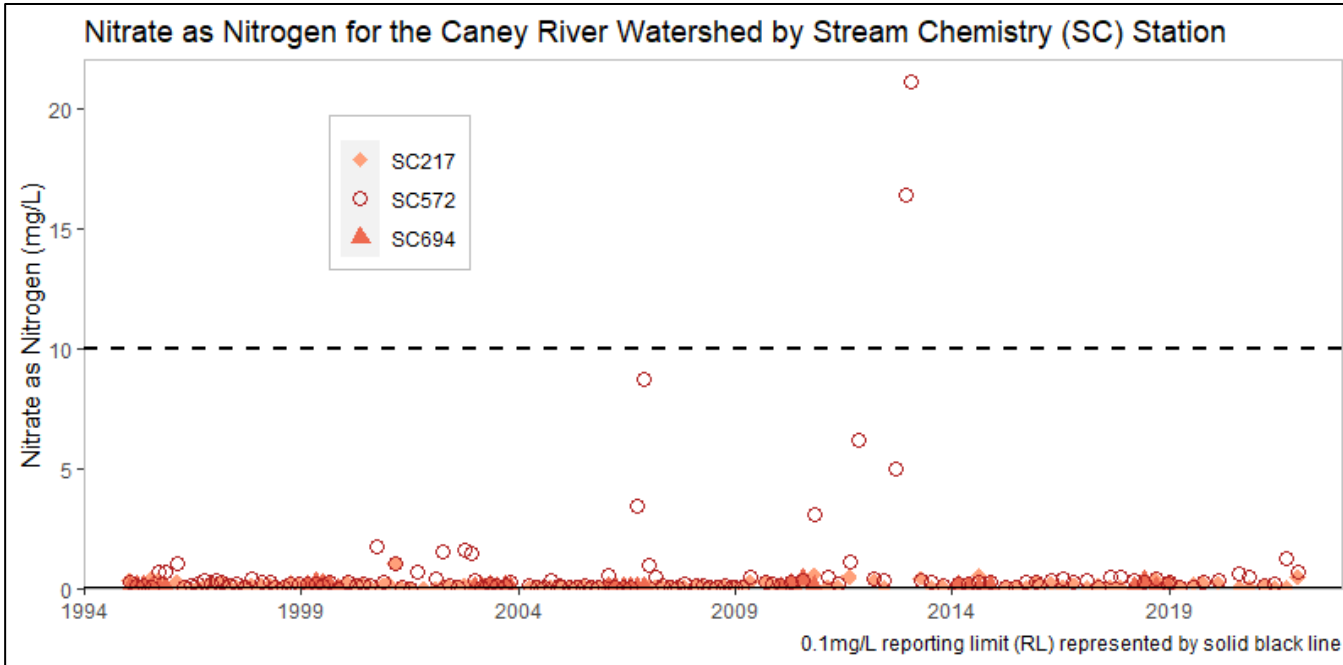 Nitrate as Nitrogen for the Caney River Watershed by Stream Chemistry (SC) Station
Nitrate as Nitrogen (mg/L)
20
15
10
5
0
SC217
SC572
SC694
1994 1999 2004 2009 2014 2019
0.1mg/L reporting limit (RL) represented by solid black line